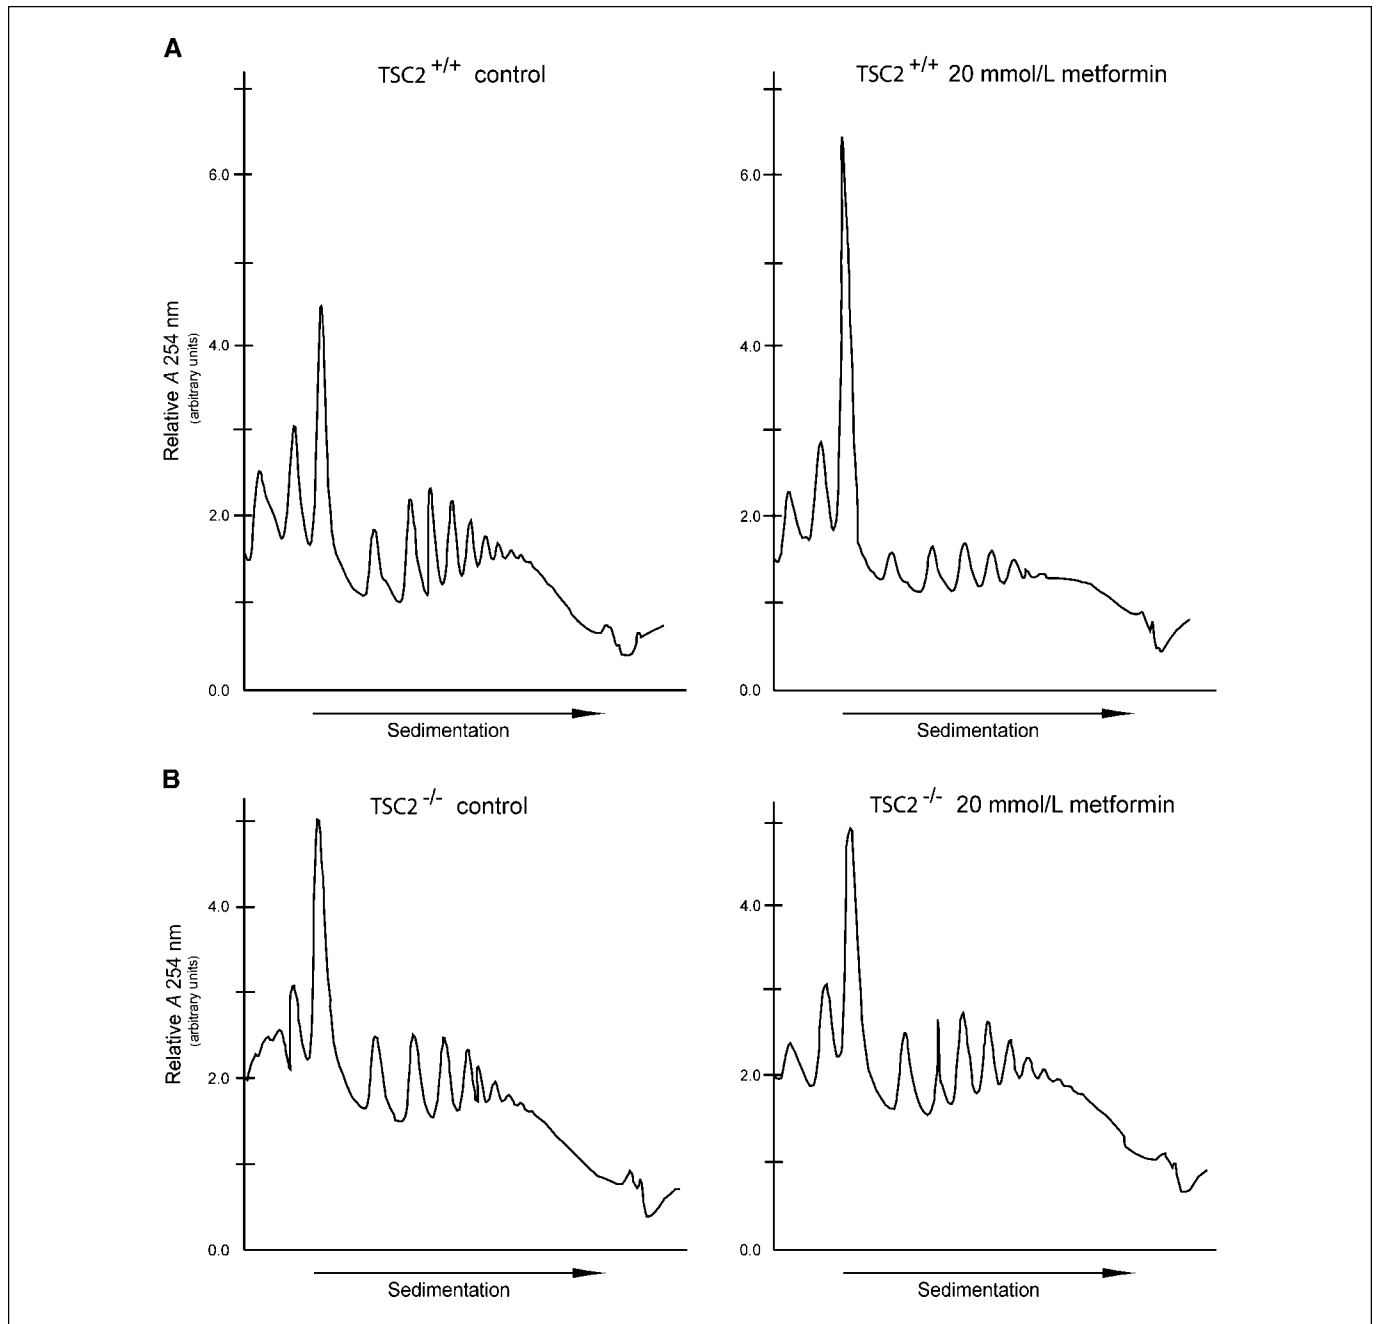 A
TSC2 +/+ control
TSC2 +/+ 20 mmol/L metformin
6.0
4.0
2.0
0.0
Relative A 254 nm
(arbitrary units)
Sedimentation
6.0
4.0
2.0
0.0
Sedimentation
B
TSC2 -/- control
TSC2 -/- 20 mmol/L metformin
4.0
2.0
0.0
Relative A 254 nm
(arbitrary units)
Sedimentation
4.0
2.0
0.0
Sedimentation